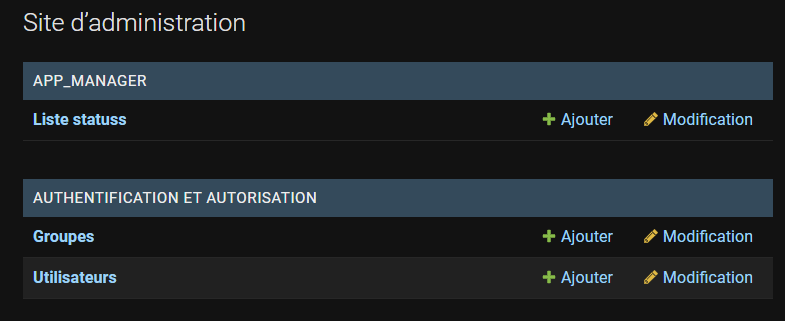 Site d’administration
APP_MANAGER
Liste statuss Ajouter Modification
AUTHENTIFICATION ET AUTORISATION
Groupes Ajouter Modification
Utilisateurs Ajouter Modification